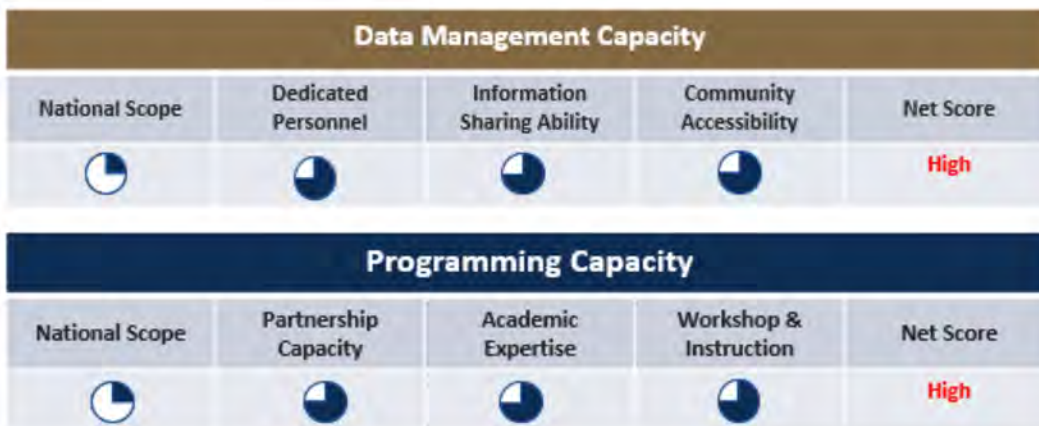 Data Management Capacity
National Scope
Dedicated
Personnel
Information
Sharing Ability
Community
Accessibility
Net Score
High
Programming Capacity
National Scope
Partnership
Capacity
Academic
Expertise
Workshop &
Instruction
Net Score
High